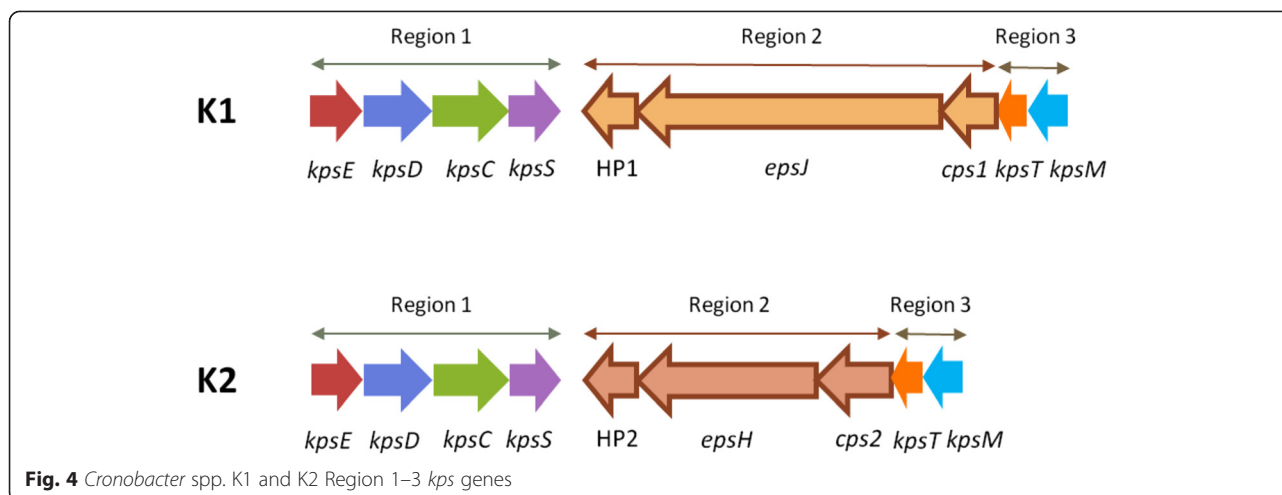 Region 1 Region 2 Region 3
K1
kpsE kpsD kpsC kpsS HP1 epsJ cps1 kpsT kpsM
Region 1 Region 2 Region 3
K2
kpsE kpsD kpsC kpsS HP2 epsH cps2 kpsT kpsM
Fig. 4 Cronobacter spp. K1 and K2 Region 1–3 kps genes